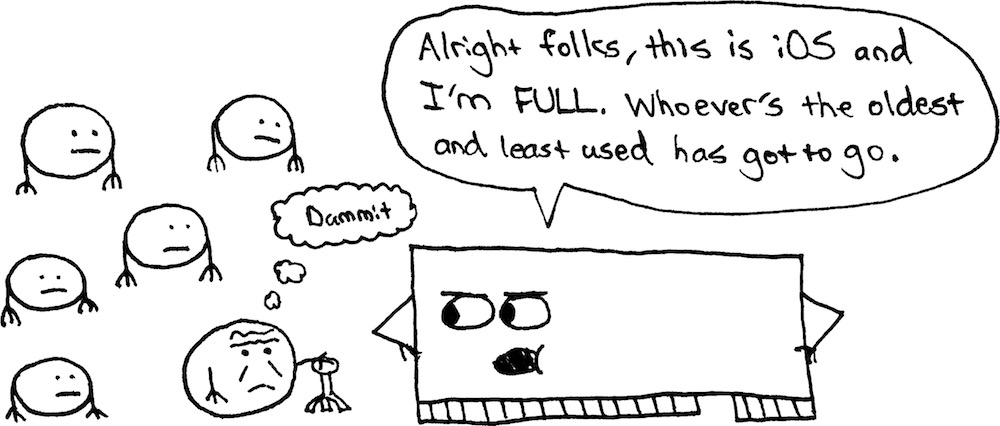 Alright folks, this is iOS and
I'm FULL. Whoever's the oldest
and least used has got to go.
Dammit